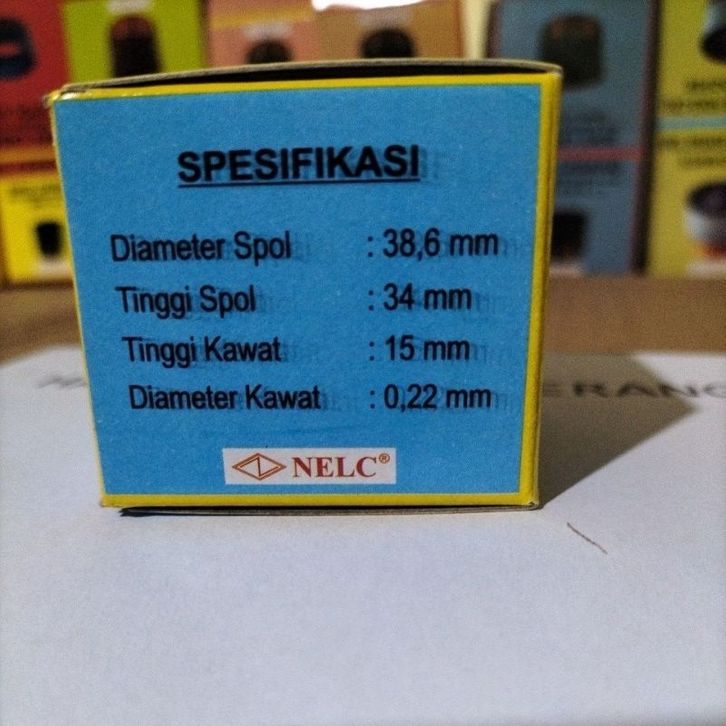 SPESIFIKASI
Diameter Spol : 38,6 mm
Tinggi Spol : 34 mm
Tinggi Kawat : 15 mm
Diameter Kawat : 0,22 mm
NELC®